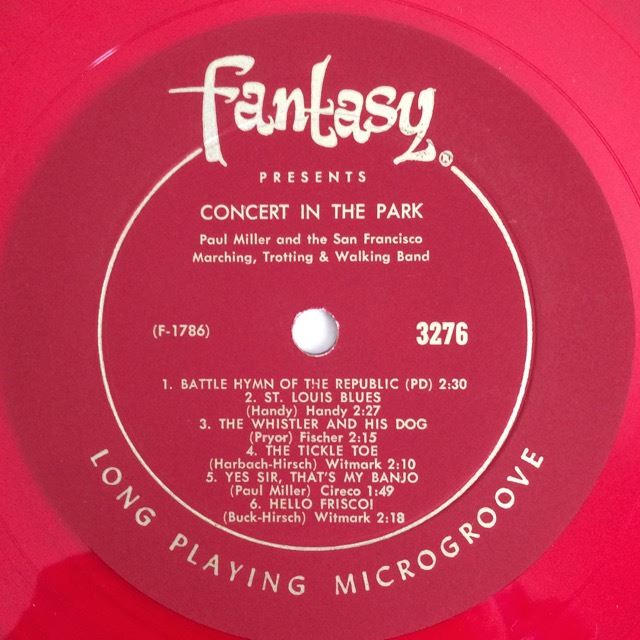 fantasy ®
PRESENTS
CONCERT IN THE PARK
Paul Miller and the San Francisco
Marching, Trotting & Walking Band
(F-1786)
3276
1. BATTLE HYMN OF THE REPUBLIC (PD) 2:30
2. ST. LOUIS BLUES
(Handy) Handy 2:27
3. THE WHISTLER AND HIS DOG
(Pryor) Fischer 2:15
4. THE TICKLE TOE
(Harbach-Hirsch) Witmark 2:10
5. YES SIR, THAT'S MY BANJO
(Paul Miller) Cireco 1:49
6. HELLO FRISCO!
(Buck-Hirsch) Witmark 2:18
LONG PLAYING MICROGROOVE